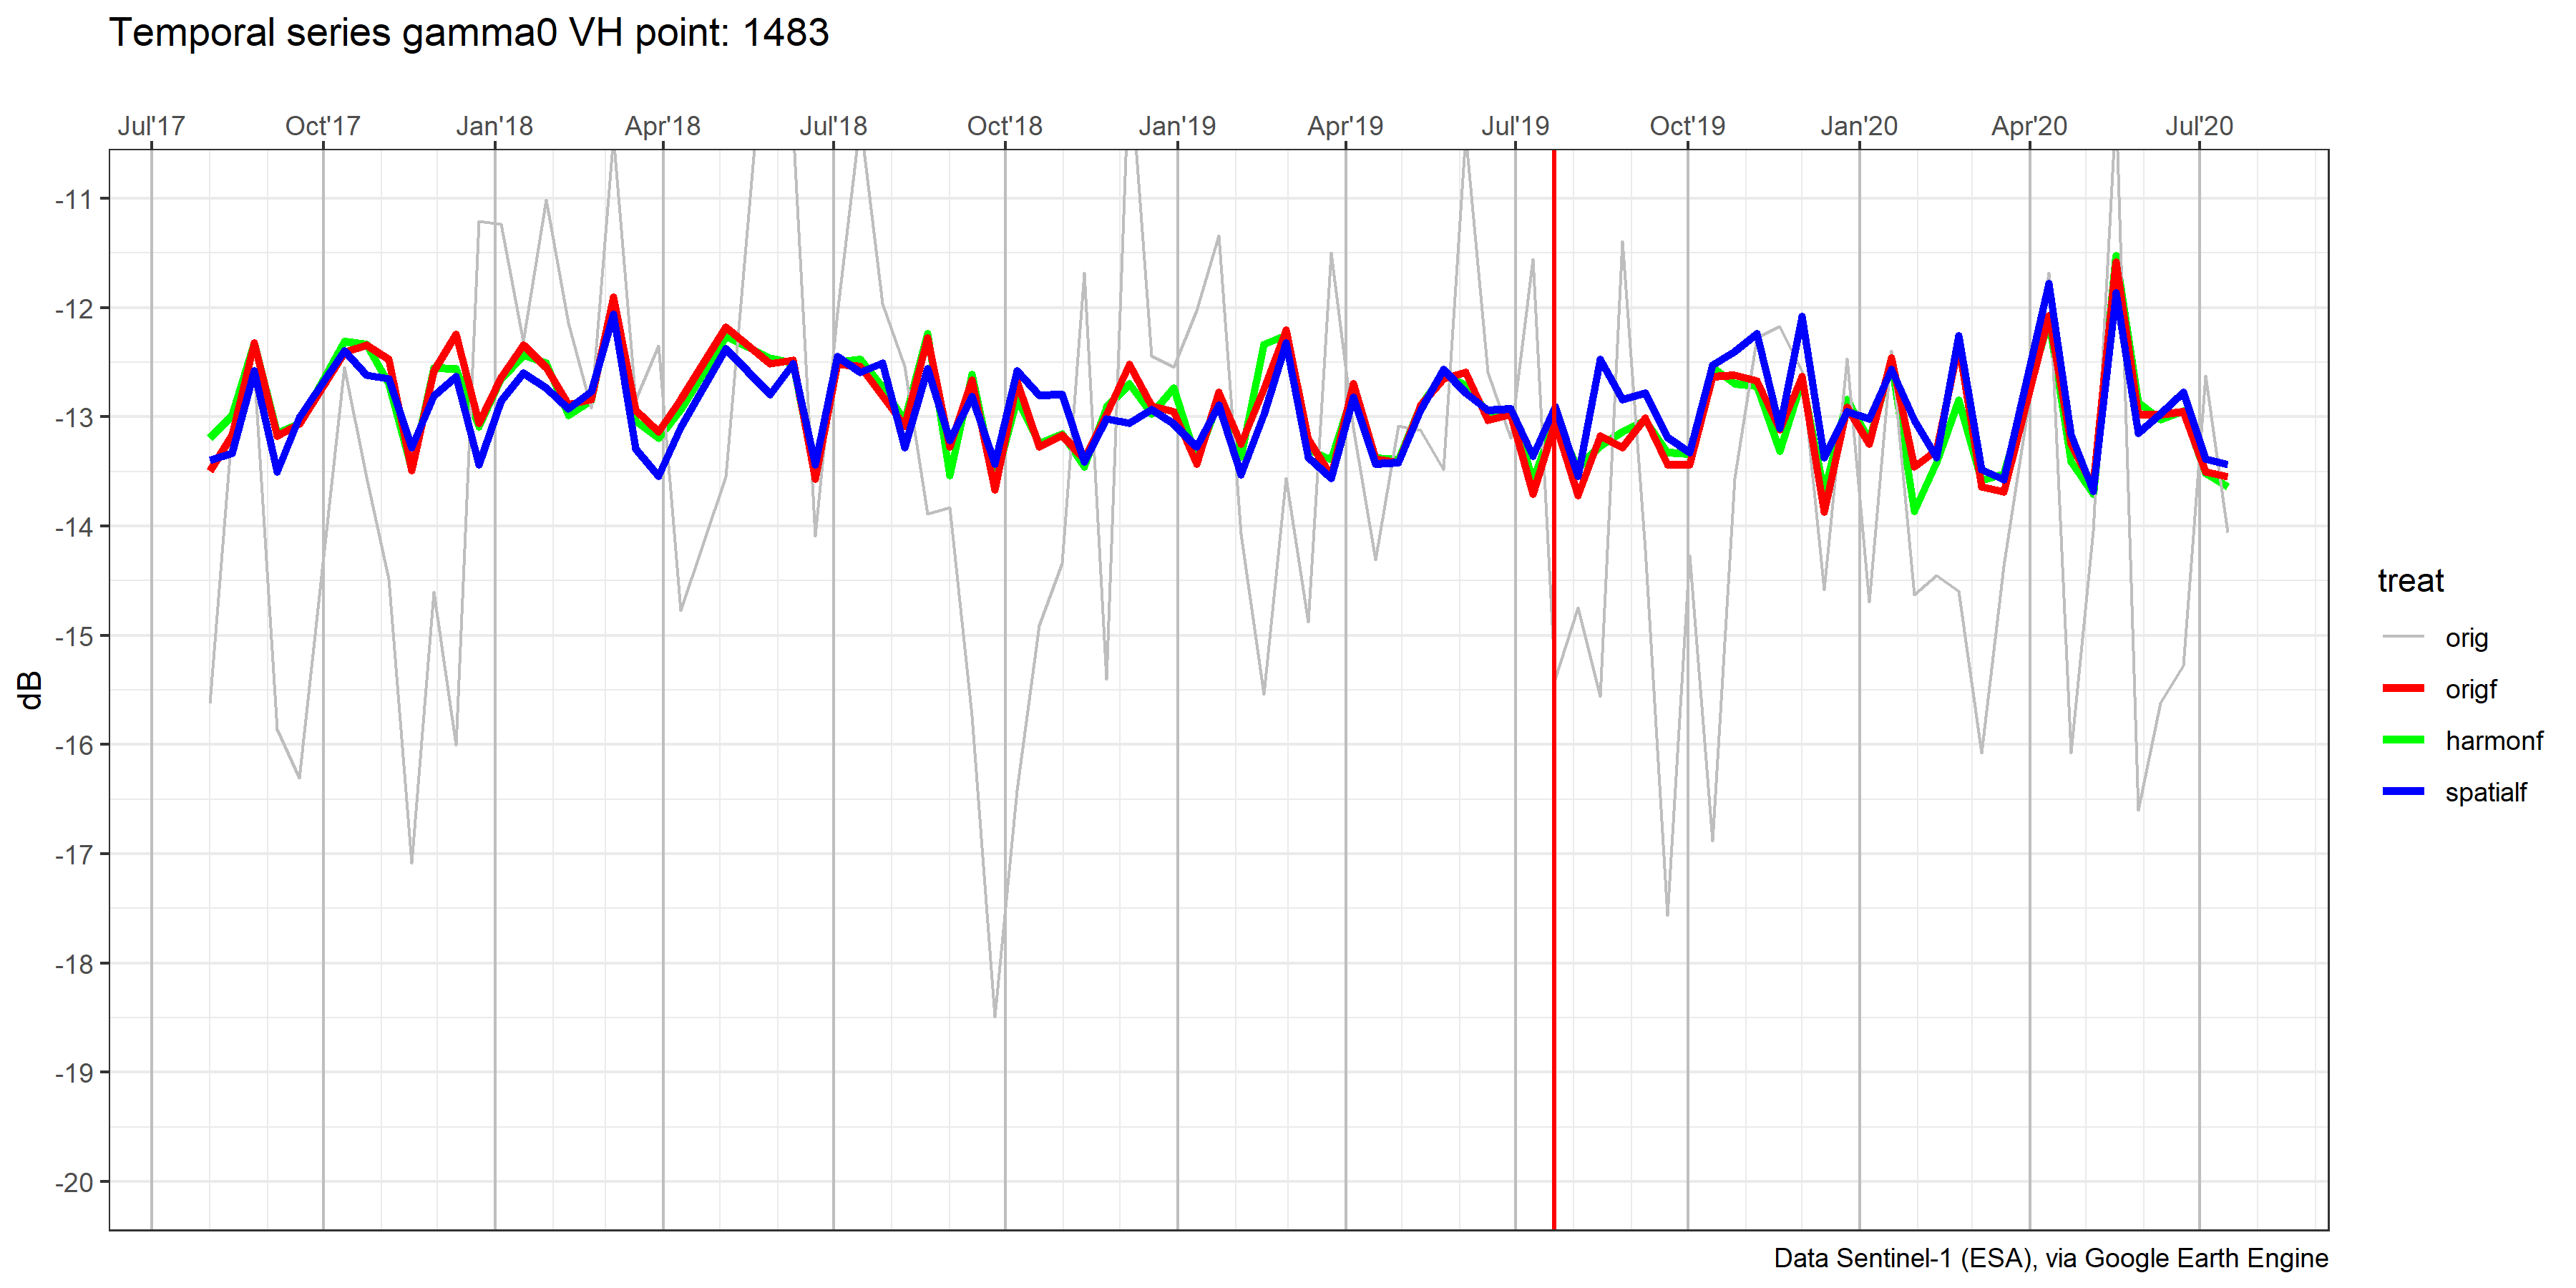 Temporal series gamma0 VH point: 1483
Jul'17 Oct'17 Jan'18 Apr'18 Jul'18 Oct'18 Jan'19 Apr'19 Jul'19 Oct'19 Jan'20 Apr'20 Jul'20
-11
-12
-13
-14
-15
-16
-17
-18
-19
-20
dB
treat
orig
origf
harmonf
spatialf
Data Sentinel-1 (ESA), via Google Earth Engine